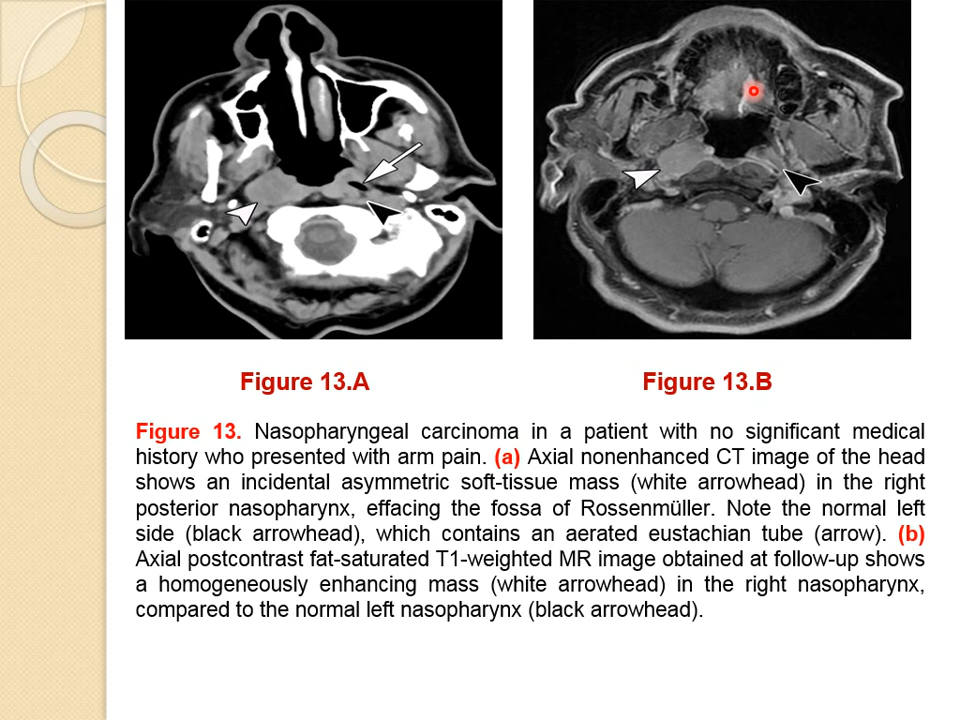 Figure 13.A
Figure 13.B
Figure 13. Nasopharyngeal carcinoma in a patient with no significant medical
history who presented with arm pain. (a) Axial nonenhanced CT image of the head
shows an incidental asymmetric soft-tissue mass (white arrowhead) in the right
posterior nasopharynx, effacing the fossa of Rossenmüller. Note the normal left
side (black arrowhead), which contains an aerated eustachian tube (arrow). (b)
Axial postcontrast fat-saturated T1-weighted MR image obtained at follow-up shows
a homogeneously enhancing mass (white arrowhead) in the right nasopharynx,
compared to the normal left nasopharynx (black arrowhead).